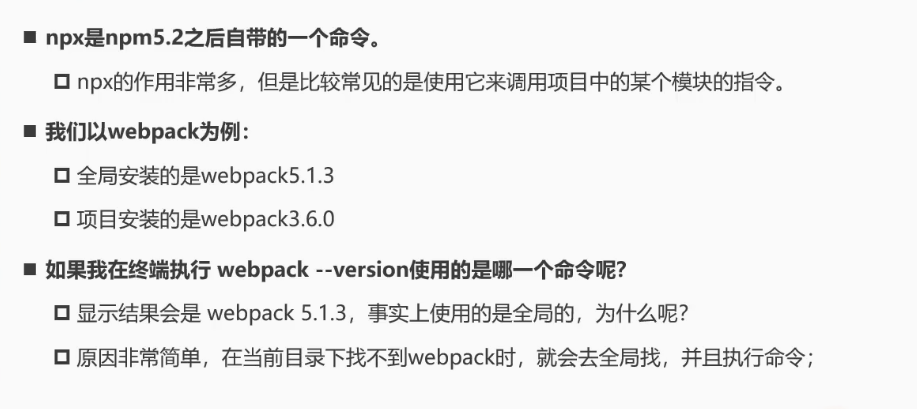 npx是npm5.2之后自带的一个命令。
npx的作用非常多，但是比较常见的是使用它来调用项目中的某个模块的指令。
我们以webpack为例：
全局安装的是webpack5.1.3
项目安装的是webpack3.6.0
如果我在终端执行 webpack --version使用的是哪一个命令呢？
显示结果会是 webpack 5.1.3，事实上使用的是全局的，为什么呢？
原因非常简单，在当前目录下找不到webpack时，就会去全局找，并且执行命令；